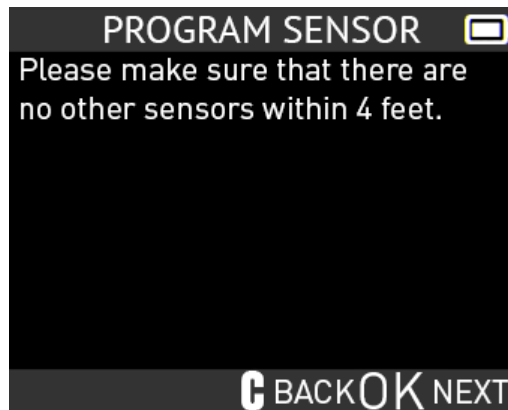 PROGRAM SENSOR
Please make sure that there are
no other sensors within 4 feet.
C BACK OK NEXT